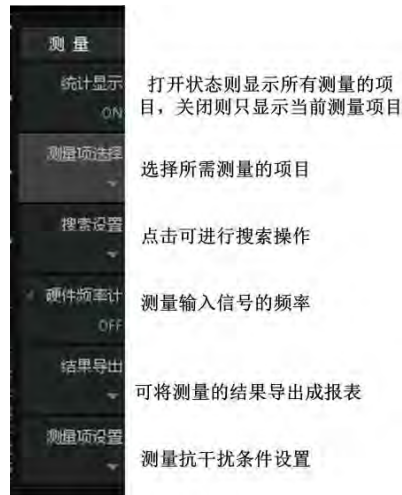 测 量
统计显示
ON
打开状态则显示所有测量的项
目，关闭则只显示当前测量项目
测量项选择
选择所需测量的项目
搜索设置
点击可进行搜索操作
硬件频率计
OFF
测量输入信号的频率
结果导出
可将测量的结果导出成报表
测量项设置
测量抗干扰条件设置